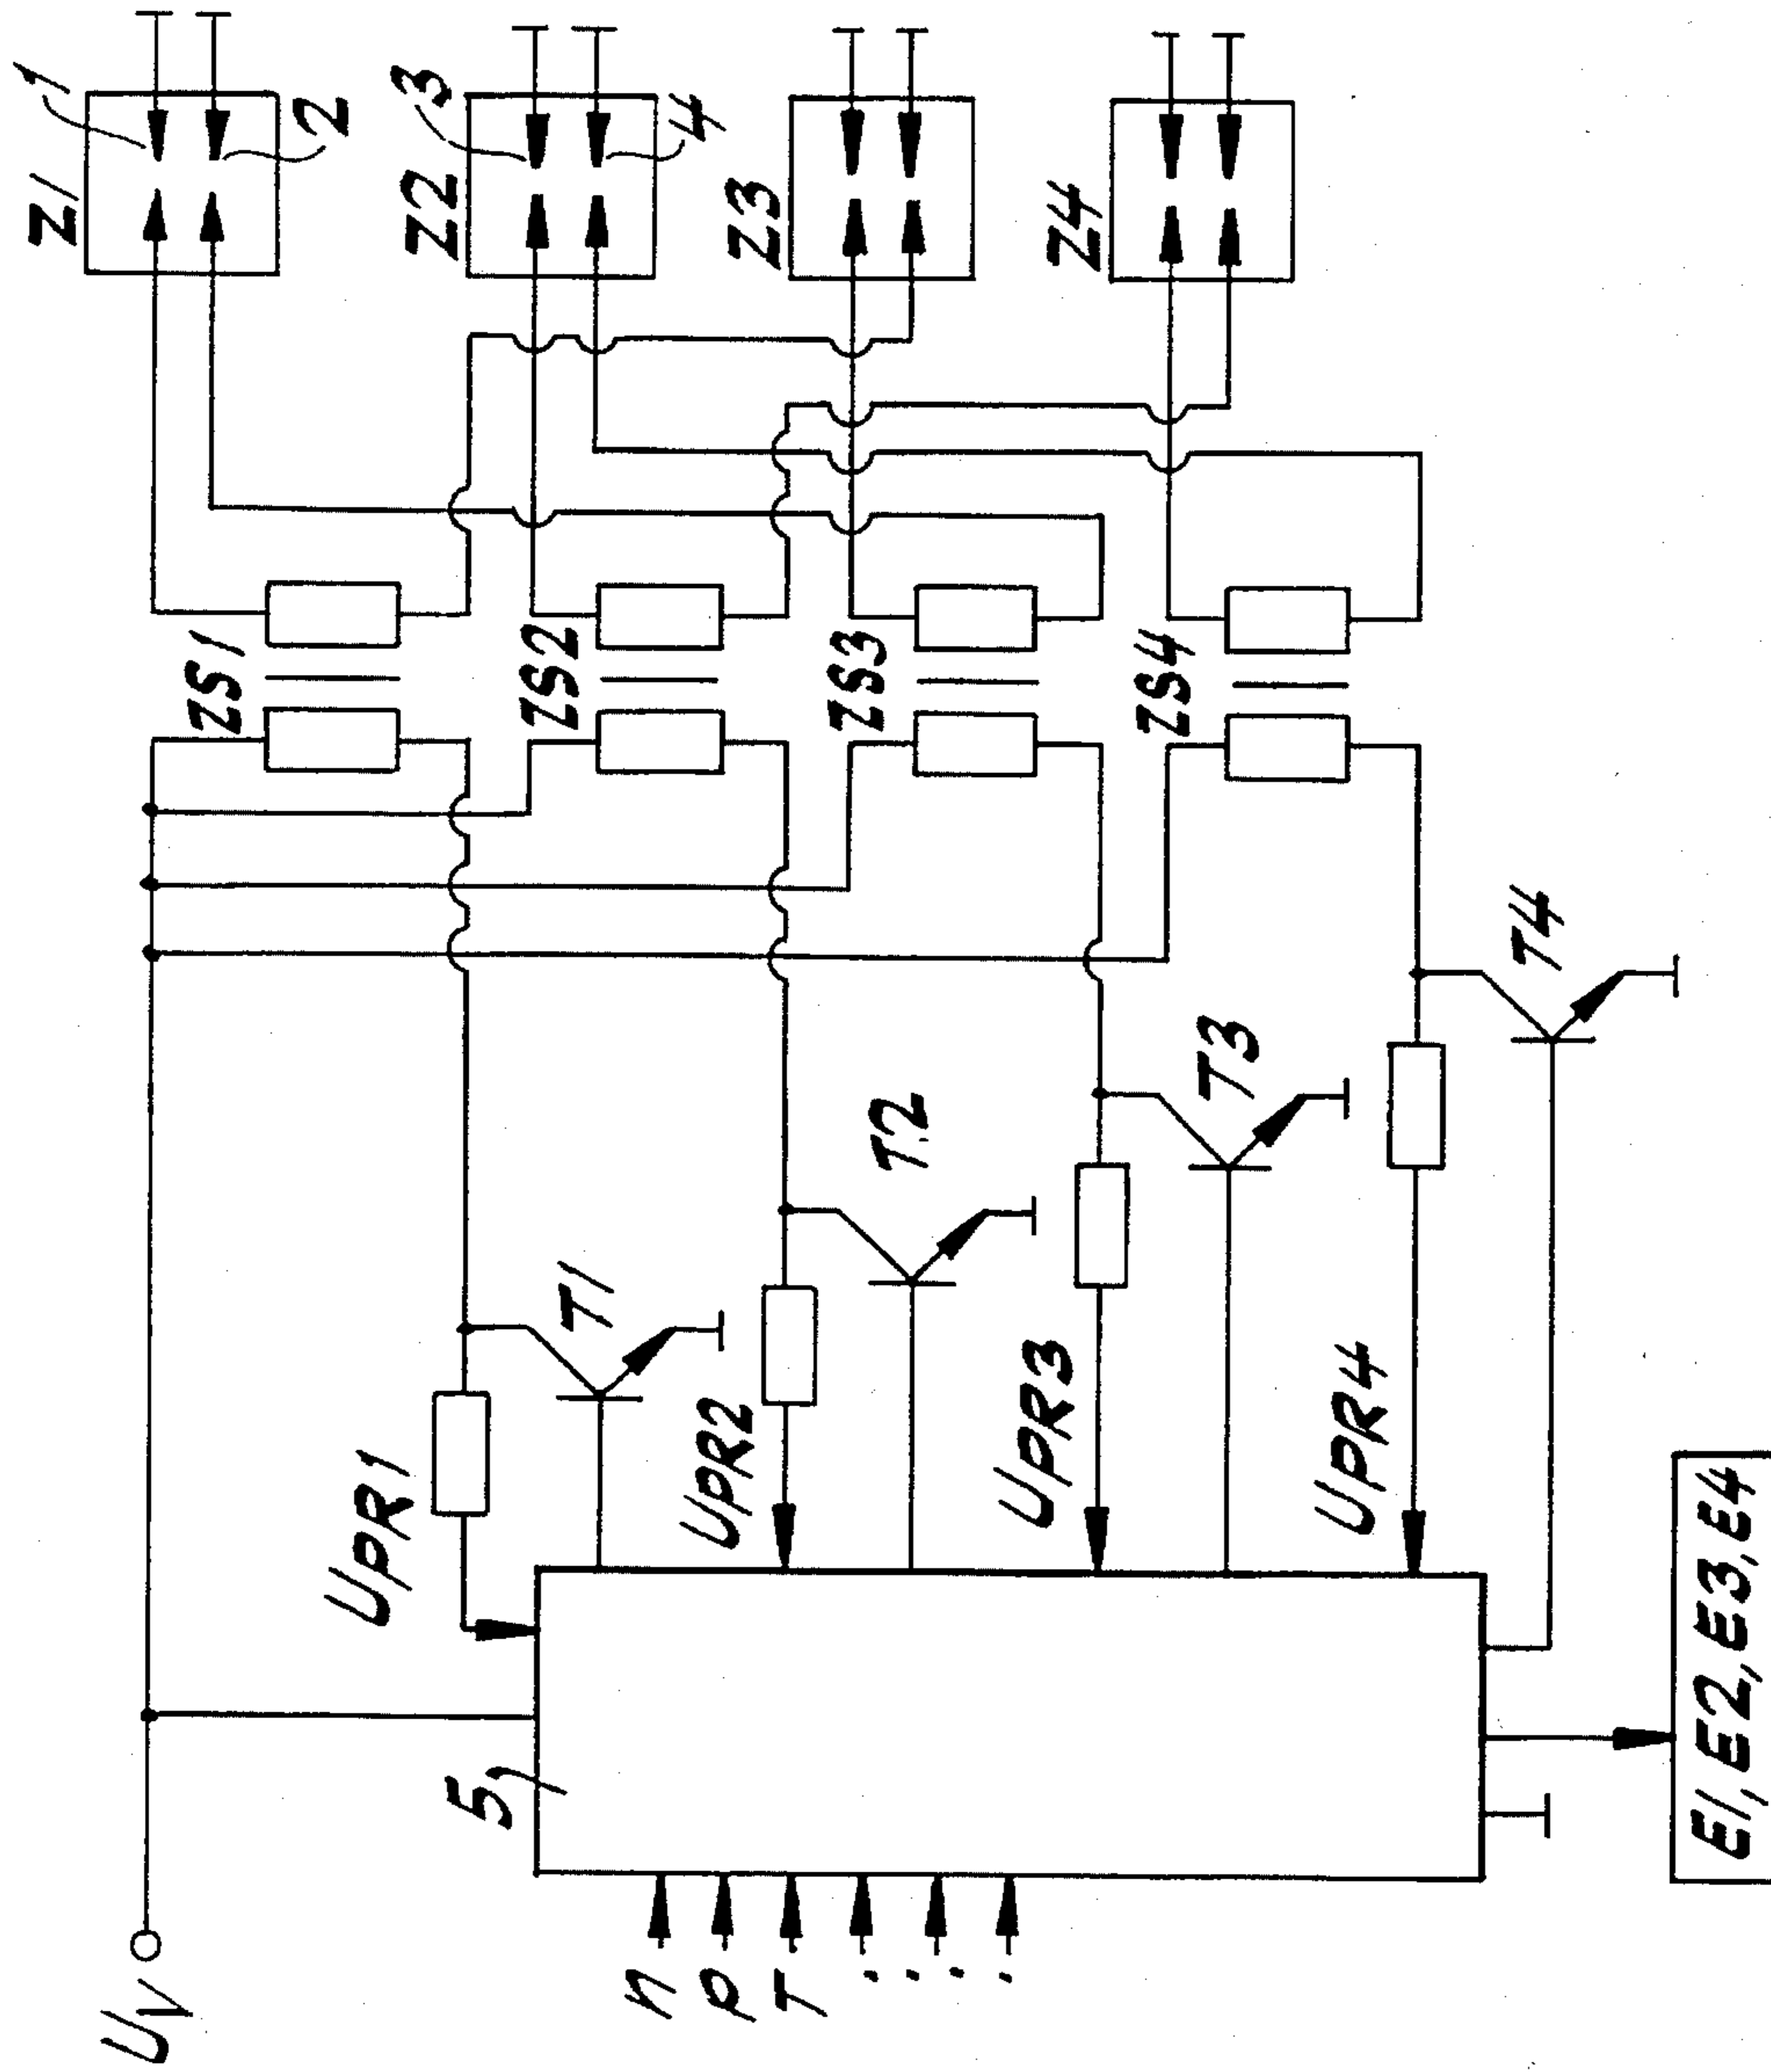 UV
n
P
T
.
.
.
5
UPR1
T1
UPR2
T2
UPR3
T3
UPR4
T4
E1, E2, E3, E4
ZS1
ZS2
ZS3
ZS4
Z1
1
2
Z2
3
4
Z3
Z4